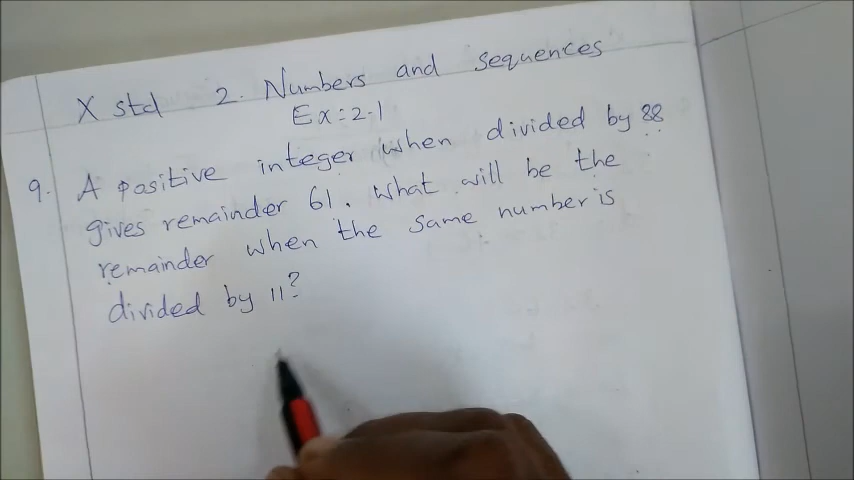 X std 2. Numbers and sequences
Ex: 2.1
9. A positive integer when divided by 88
gives remainder 61. What will be the
remainder when the same number is
divided by 11?